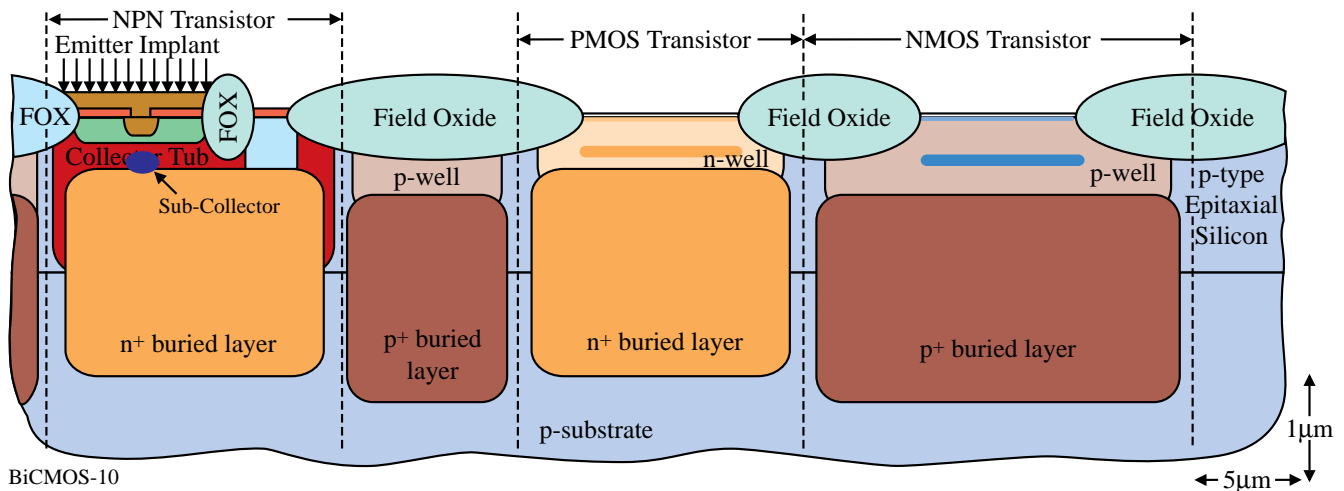 NPN Transistor
PMOS Transistor
NMOS Transistor
Emitter Implant
FOX
FOX
Field Oxide
Field Oxide
Field Oxide
Collector Tub
Sub-Collector
p-well
n-well
p-well
p-type
Epitaxial
Silicon
n+ buried layer
p+ buried
layer
n+ buried layer
p+ buried layer
p-substrate
1μm
5μm
BiCMOS-10